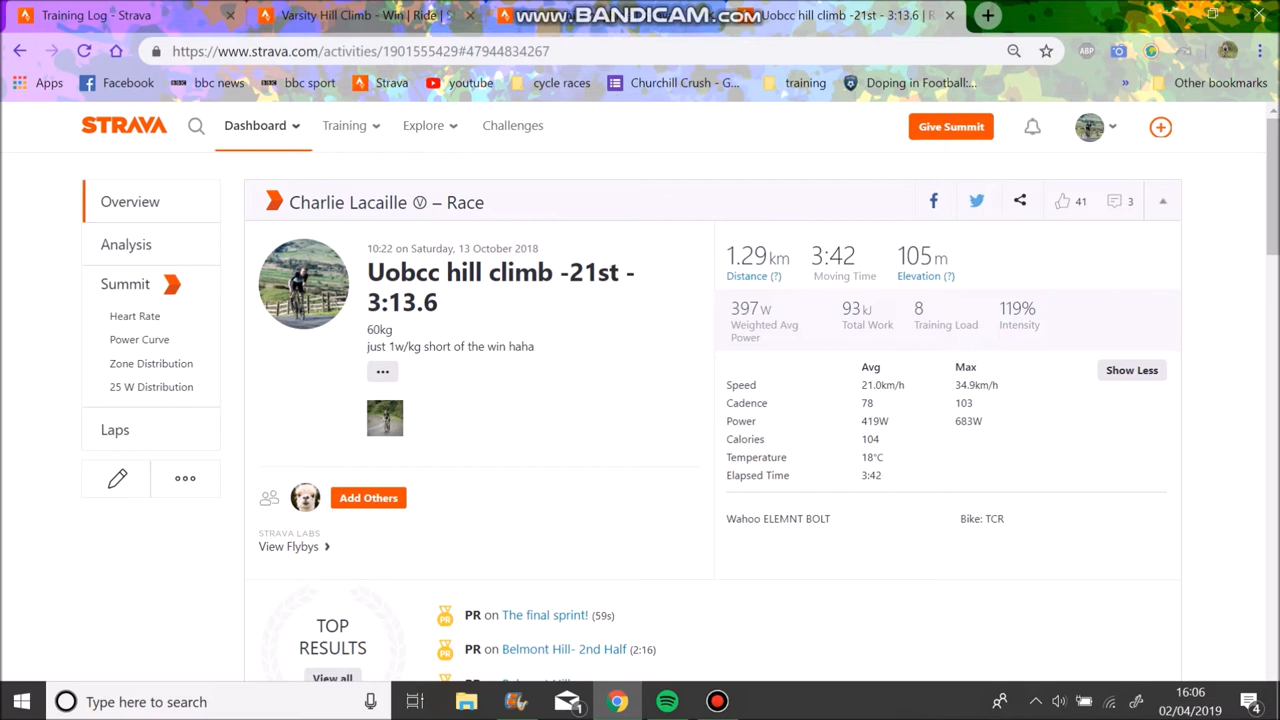 Training Log - Strava
Varsity Hill Climb - Win | Ride | S
www.BANDICAM.com
Uobcc hill climb -21st - 3:13.6 | R
https://www.strava.com/activities/1901555429#47944834267
ABP
Apps
Facebook
bbc news
bbc sport
Strava
youtube
cycle races
Churchill Crush - G...
training
Doping in Football:...
»
Other bookmarks
STRAVA
Dashboard
Training
Explore
Challenges
Give Summit
Overview
Analysis
Summit
Heart Rate
Power Curve
Zone Distribution
25 W Distribution
Laps
Charlie Lacaille Ⓥ – Race
41
3
10:22 on Saturday, 13 October 2018
Uobcc hill climb -21st -
3:13.6
60kg
just 1w/kg short of the win haha
Add Others
STRAVA LABS
View Flybys
1.29km 3:42 105m
Distance (?) Moving Time Elevation (?)
397W 93kJ 8 119%
Weighted Avg Power Total Work Training Load Intensity
Avg Max
Show Less
Speed 21.0km/h 34.9km/h
Cadence 78 103
Power 419W 683W
Calories 104
Temperature 18°C
Elapsed Time 3:42
Wahoo ELEMNT BOLT Bike: TCR
TOP
RESULTS
View all
PR on The final sprint! (59s)
PR on Belmont Hill- 2nd Half (2:16)
Type here to search
1
16:06
02/04/2019
4